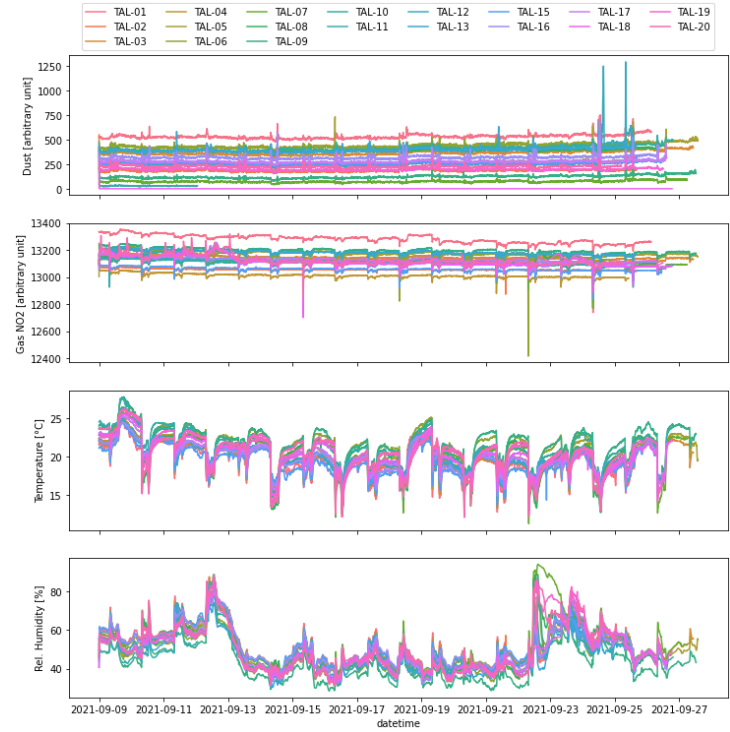 TAL-01 TAL-04 TAL-07 TAL-10 TAL-12 TAL-15 TAL-17 TAL-19
TAL-02 TAL-05 TAL-08 TAL-11 TAL-13 TAL-16 TAL-18 TAL-20
TAL-03 TAL-06 TAL-09
Dust [arbitrary unit]
1250
1000
750
500
250
0
Gas NO2 [arbitrary unit]
13400
13200
13000
12800
12600
12400
Temperature [°C]
25
20
15
Rel. Humidity [%]
80
60
40
2021-09-09 2021-09-11 2021-09-13 2021-09-15 2021-09-17 2021-09-19 2021-09-21 2021-09-23 2021-09-25 2021-09-27
datetime